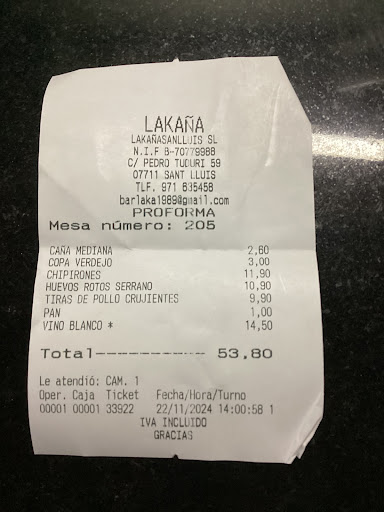 LAKAÑA
LAKAÑASANLLUIS SL
N.I.F B-70779988
C/ PEDRO TUDURI 59
07711 SANT LLUIS
TLF. 971 635458
barlaka1989@gmail.com
PROFORMA
Mesa número: 205
CAÑA MEDIANA 2,60
COPA VERDEJO 3,00
CHIPIRONES 11,90
HUEVOS ROTOS SERRANO 10,90
TIRAS DE POLLO CRUJIENTES 9,90
PAN 1,00
VINO BLANCO * 14,50
Total----------- 53,80
Le atendió: CAM. 1
Oper. Caja Ticket Fecha/Hora/Turno
00001 00001 33922 22/11/2024 14:00:58 1
IVA INCLUIDO
GRACIAS